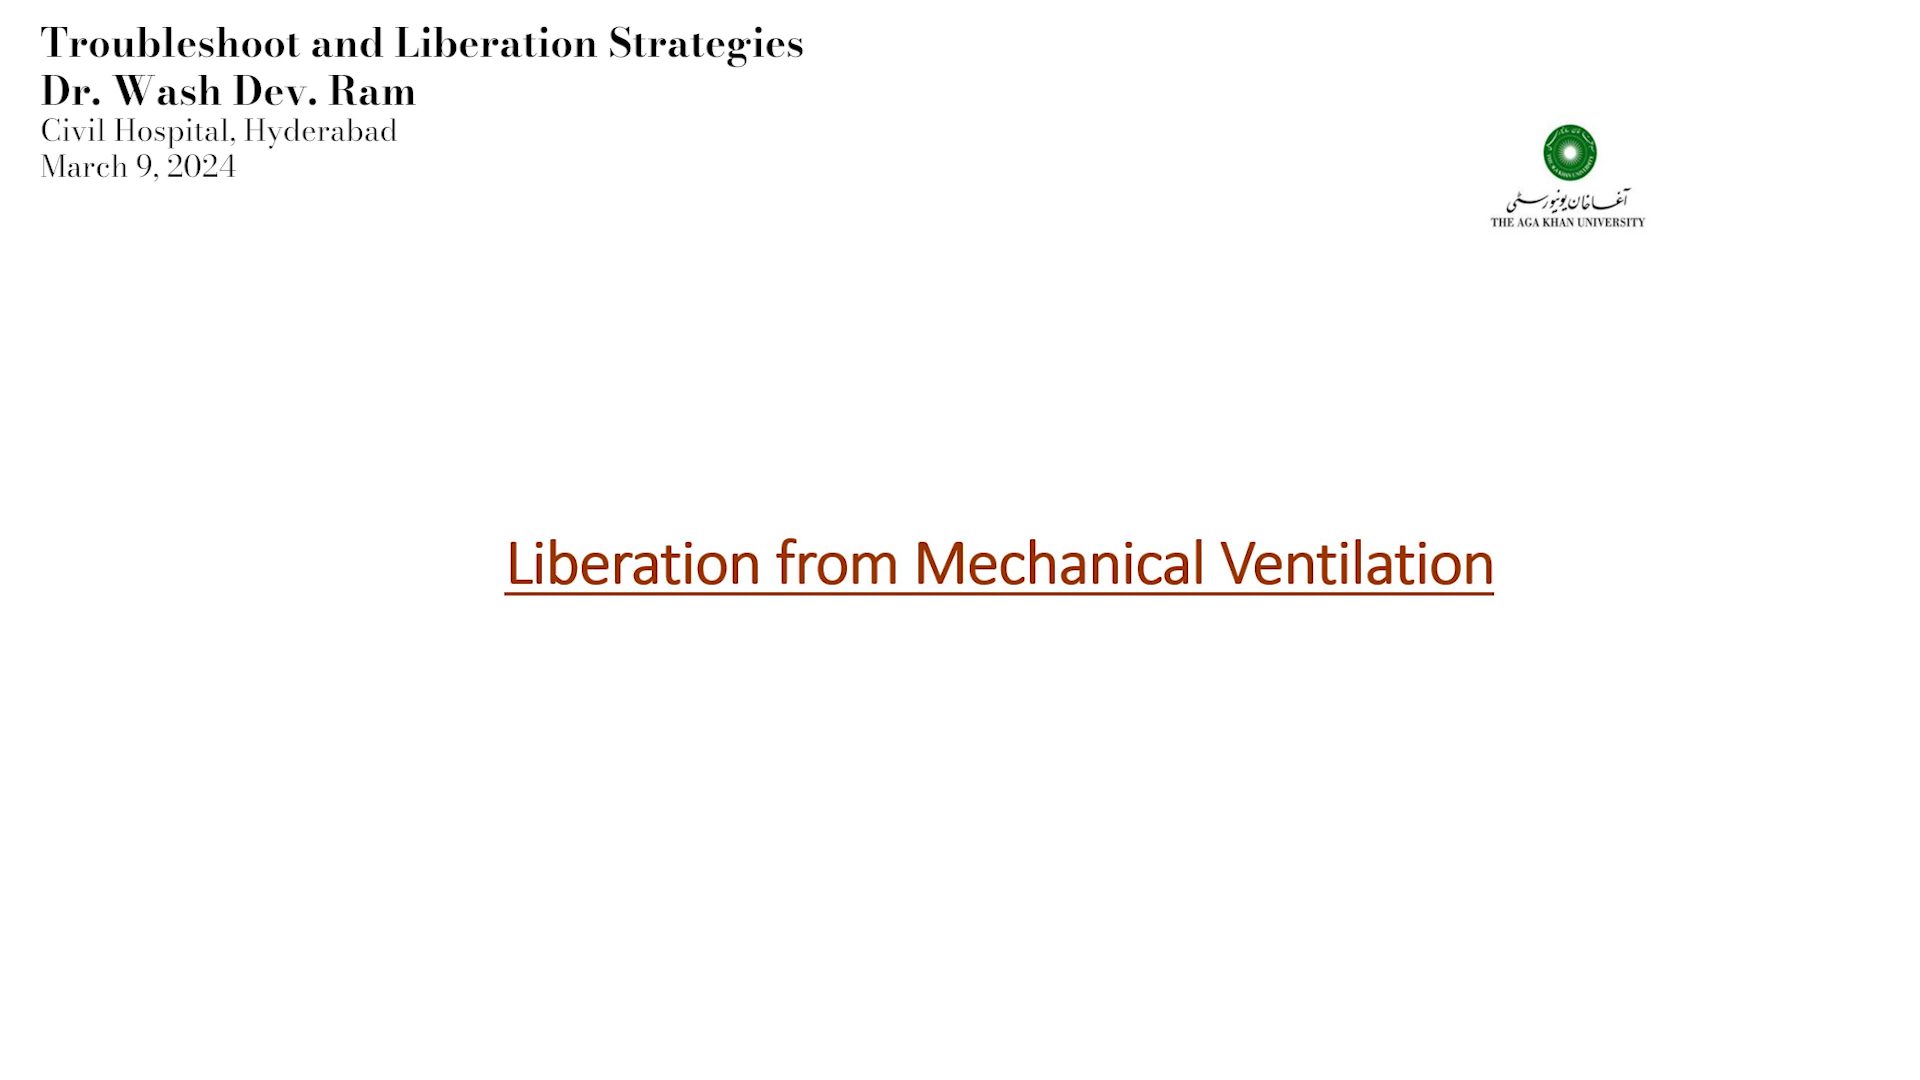 Troubleshoot and Liberation Strategies
Dr. Wash Dev. Ram
Civil Hospital, Hyderabad
March 9, 2024
آغا خان یونیورسٹی
THE AGA KHAN UNIVERSITY
Liberation from Mechanical Ventilation